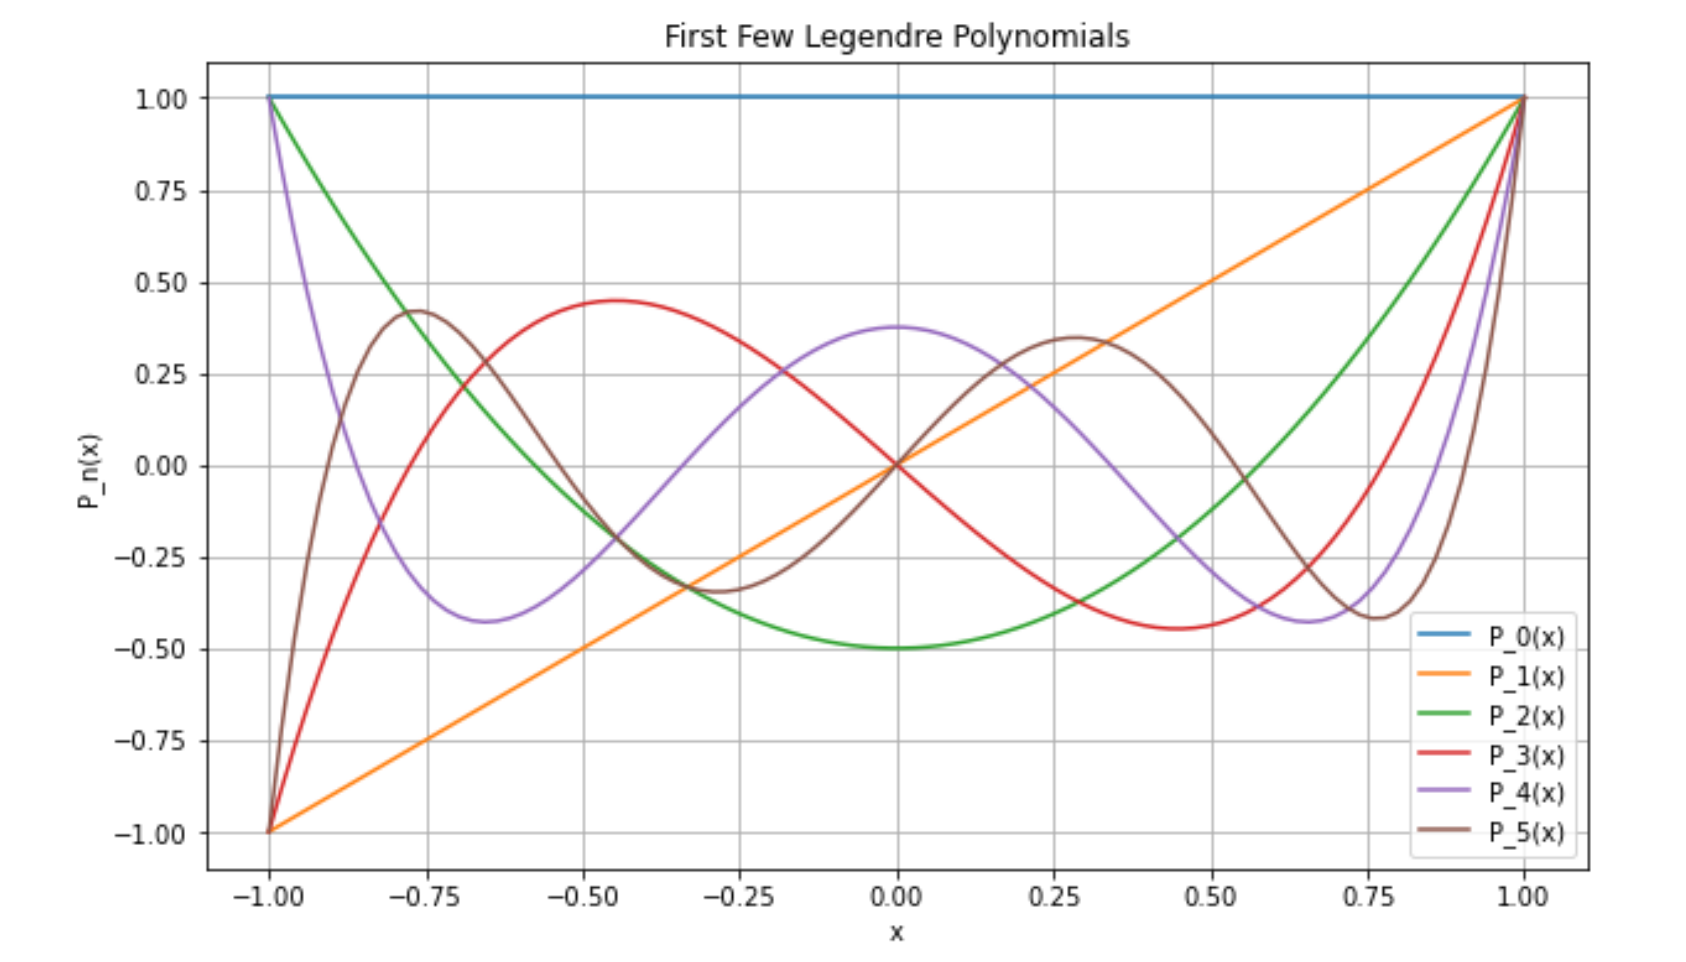 First Few Legendre Polynomials
1.00
0.75
0.50
0.25
0.00
−0.25
−0.50
−0.75
−1.00
P_n(x)
−1.00 −0.75 −0.50 −0.25 0.00 0.25 0.50 0.75 1.00
x
P_0(x)
P_1(x)
P_2(x)
P_3(x)
P_4(x)
P_5(x)